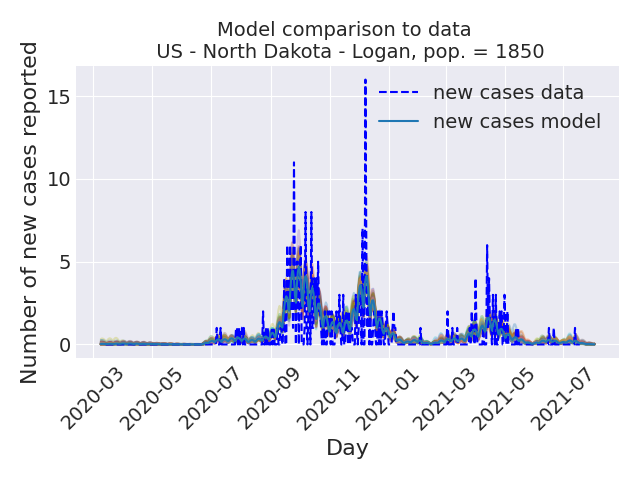 Model comparison to data
US - North Dakota - Logan, pop. = 1850
Number of new cases reported
15
10
5
0
new cases data
new cases model
2020-03
2020-05
2020-07
2020-09
2020-11
2021-01
2021-03
2021-05
2021-07
Day